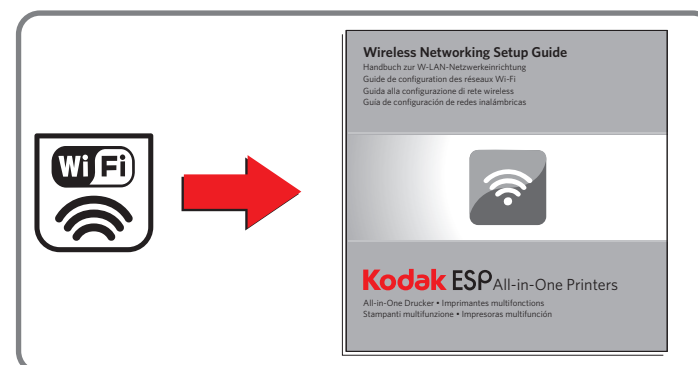 Wi Fi
Wireless Networking Setup Guide
Handbuch zur W-LAN-Netzwerkeinrichtung
Guide de configuration des réseaux Wi-Fi
Guida alla configurazione di rete wireless
Guía de configuración de redes inalámbricas
Kodak ESP All-in-One Printers
All-in-One Drucker • Imprimantes multifonctions
Stampanti multifunzione • Impresoras multifunción